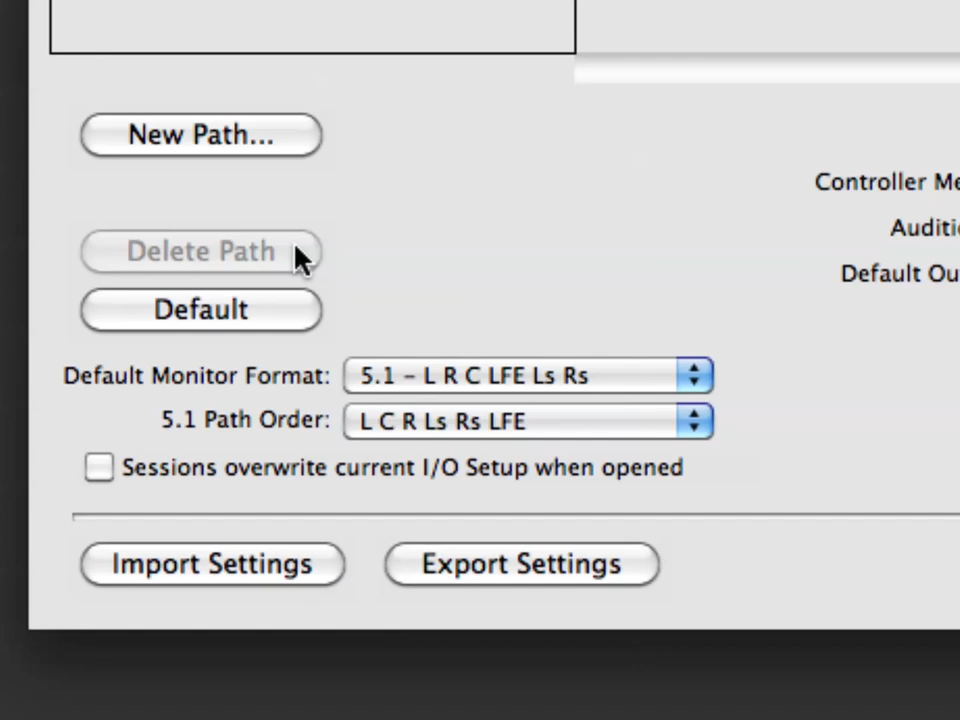 New Path...
Controller Me
Auditi
Delete Path
Default Ou
Default
Default Monitor Format: 5.1 – L R C LFE Ls Rs
5.1 Path Order: L C R Ls Rs LFE
Sessions overwrite current I/O Setup when opened
Import Settings Export Settings